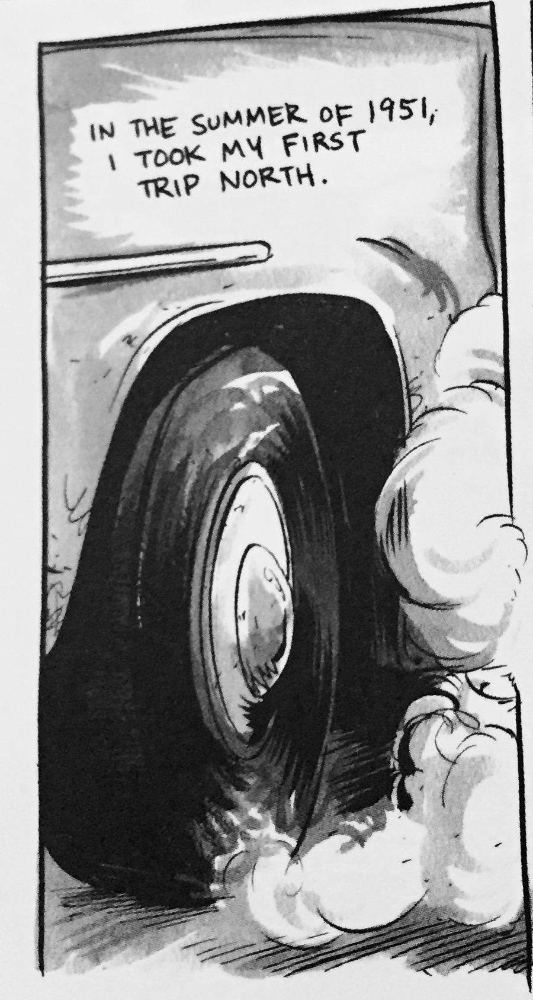 IN THE SUMMER OF 1951,
I TOOK MY FIRST
TRIP NORTH.